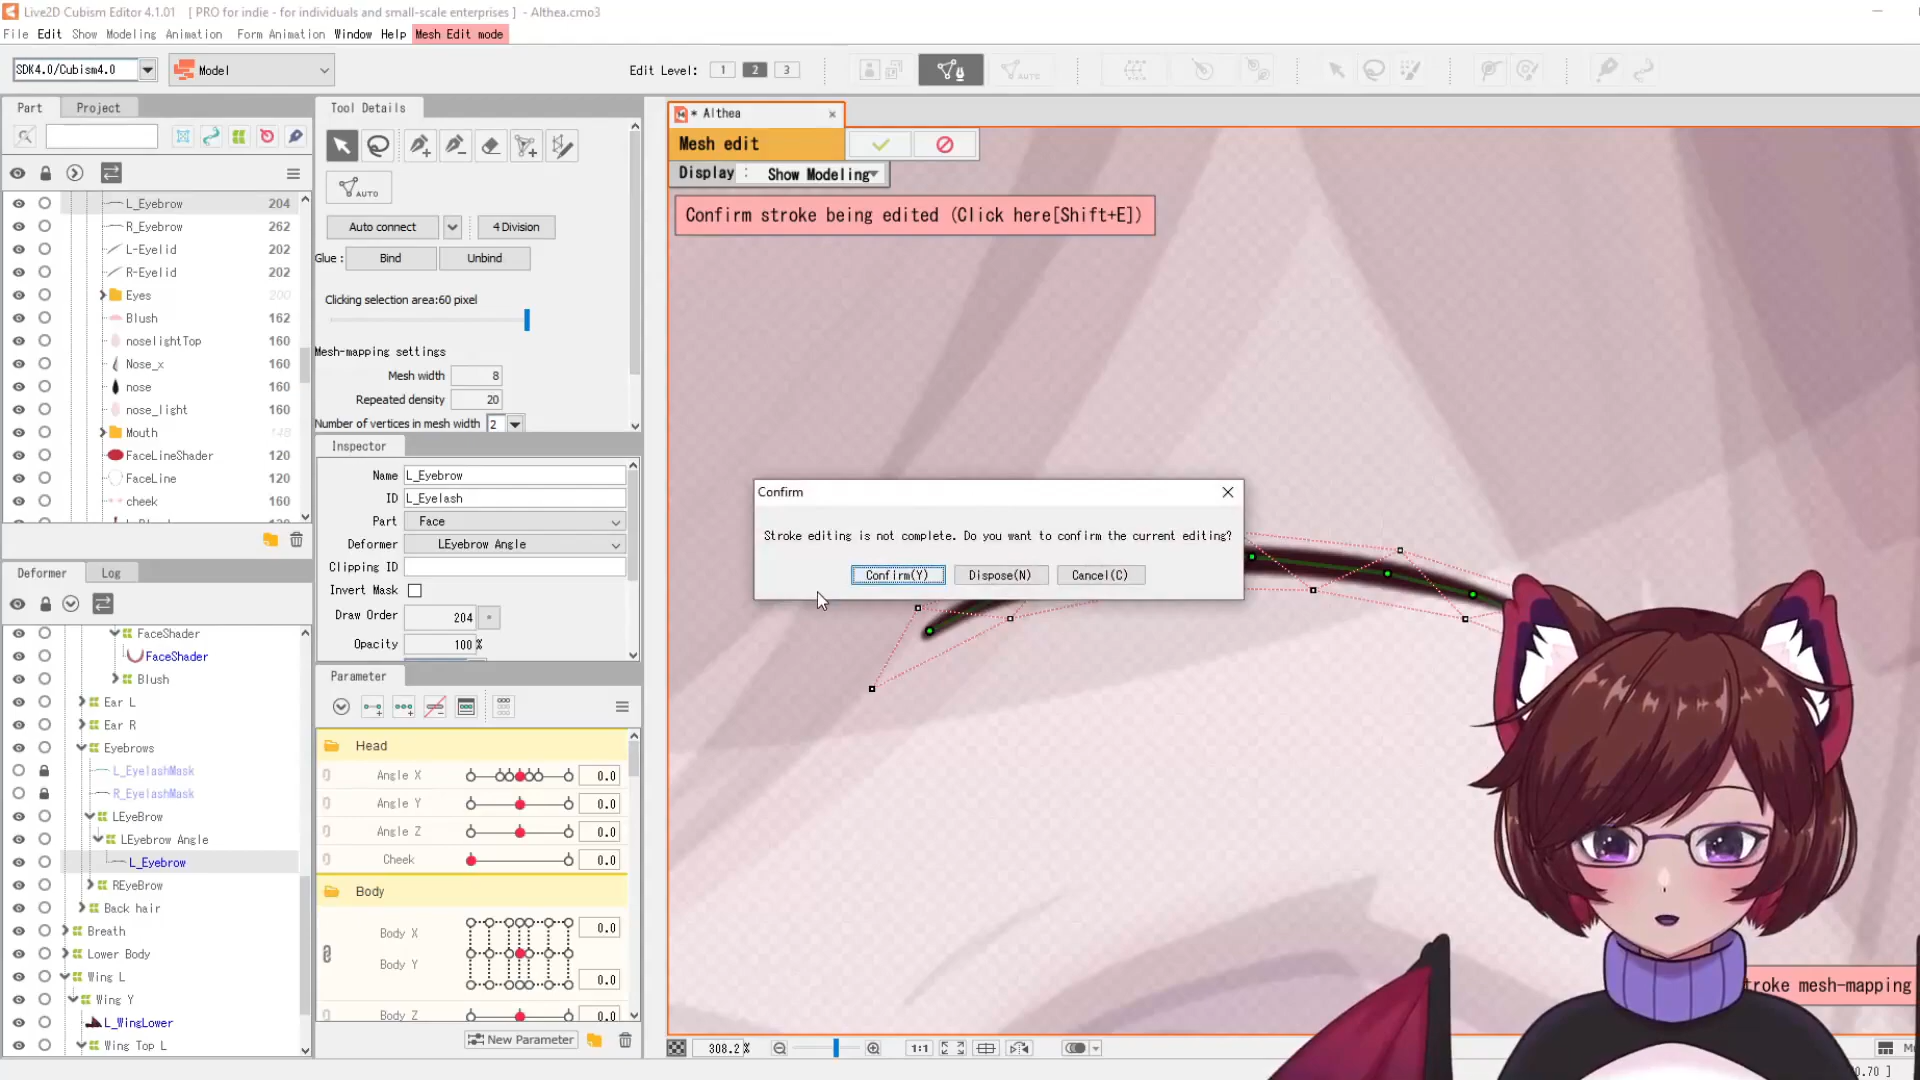 Live2D Cubism Editor 4.1.01 [ PRO for indie - for individuals and small-scale enterprises ] - Althea.cmo3
File Edit Show Modeling Animation Form Animation Window Help Mesh Edit mode
SDK4.0/Cubism4.0 Model Edit Level: 1 2 3 AUTO
Part Project
L_Eyebrow 204
R_Eyebrow 262
L-Eyelid 202
R-Eyelid 202
Eyes 200
Blush 162
noselightTop 160
Nose_x 160
nose 160
nose_light 160
Mouth 148
FaceLineShader 120
FaceLine 120
cheek 160
Deformer Log
FaceShader
FaceShader
Blush
Ear L
Ear R
Eyebrows
L_EyelashMask
R_EyelashMask
LEyeBrow
LEyebrow Angle
L_Eyebrow
REyeBrow
Back hair
Breath
Lower Body
Wing L
Wing Y
L_WingLower
Wing Top L
Tool Details
AUTO
Auto connect 4 Division
Glue : Bind Unbind
Clicking selection area:60 pixel
Mesh-mapping settings
Mesh width 8
Repeated density 20
Number of vertices in mesh width 2
Inspector
Name L_Eyebrow
ID L_Eyelash
Part Face
Deformer LEyebrow Angle
Clipping ID
Invert Mask
Draw Order 204
Opacity 100 %
Parameter
Head
Angle X 0.0
Angle Y 0.0
Angle Z 0.0
Cheek 0.0
Body
Body X 0.0
Body Y 0.0
Body Z 0.0
New Parameter
* Althea
Mesh edit
Display : Show Modeling
Confirm stroke being edited (Click here[Shift+E])
Confirm
Stroke editing is not complete. Do you want to confirm the current editing?
Confirm(Y) Dispose(N) Cancel(C)
troke mesh-mapping
308.2 % 1:1
0.70 ]